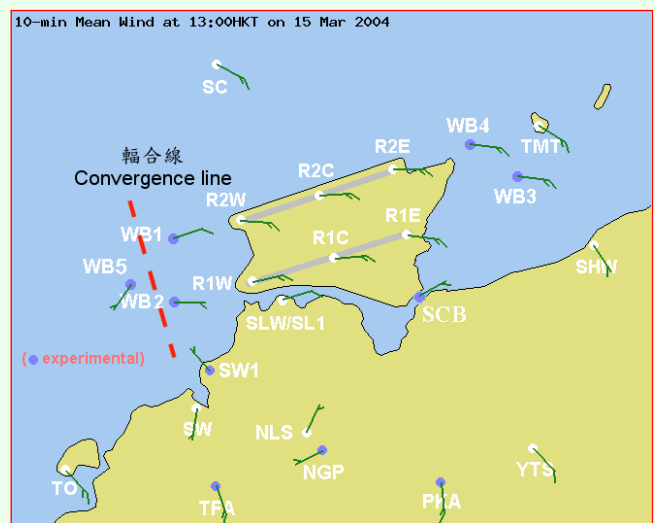 10-min Mean Wind at 13:00HKT on 15 Mar 2004
SC
WB4
TMT
R2E
輻合線
Convergence line
R2C
WB3
R2W
WB1
R1E
R1C
WB5
SHW
R1W
WB2
SCB
SLW/SL1
(experimental)
SW1
SW
NLS
NGP
YTS
TO
TFA
PKA